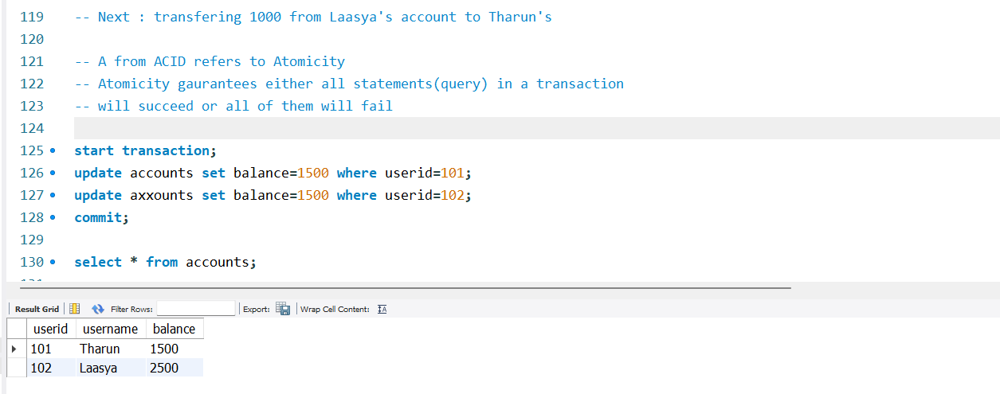 119 -- Next : transfering 1000 from Laasya's account to Tharun's
120
121 -- A from ACID refers to Atomicity
122 -- Atomicity gaurantees either all statements(query) in a transaction
123 -- will succeed or all of them will fail
124
125 start transaction;
126 update accounts set balance=1500 where userid=101;
127 update axxounts set balance=1500 where userid=102;
128 commit;
129
130 select * from accounts;
Result Grid Filter Rows: Export: Wrap Cell Content:
userid username balance
101 Tharun 1500
102 Laasya 2500